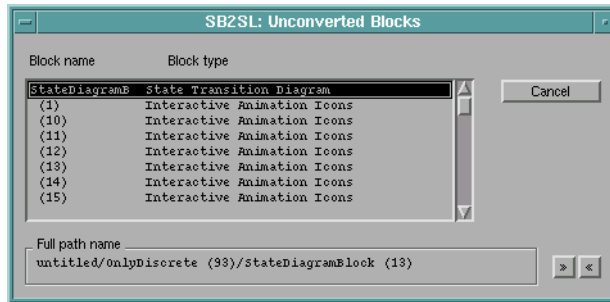 SB2SL: Unconverted Blocks
Block name Block type
StateDiagramB State Transition Diagram
(1) Interactive Animation Icons
(10) Interactive Animation Icons
(11) Interactive Animation Icons
(12) Interactive Animation Icons
(13) Interactive Animation Icons
(14) Interactive Animation Icons
(15) Interactive Animation Icons
Cancel
Full path name
untitled/OnlyDiscrete (93)/StateDiagramBlock (13)
» «